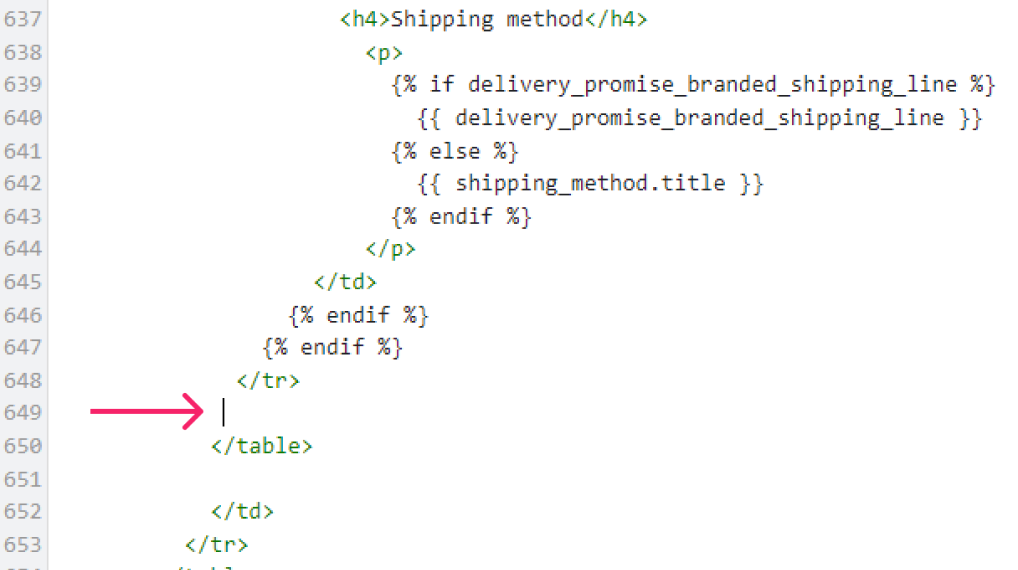 637 <h4>Shipping method</h4>
638 <p>
639 {% if delivery_promise_branded_shipping_line %}
640 {{ delivery_promise_branded_shipping_line }}
641 {% else %}
642 {{ shipping_method.title }}
643 {% endif %}
644 </p>
645 </td>
646 {% endif %}
647 {% endif %}
648 </tr>
649
650 </table>
651
652 </td>
653 </tr>